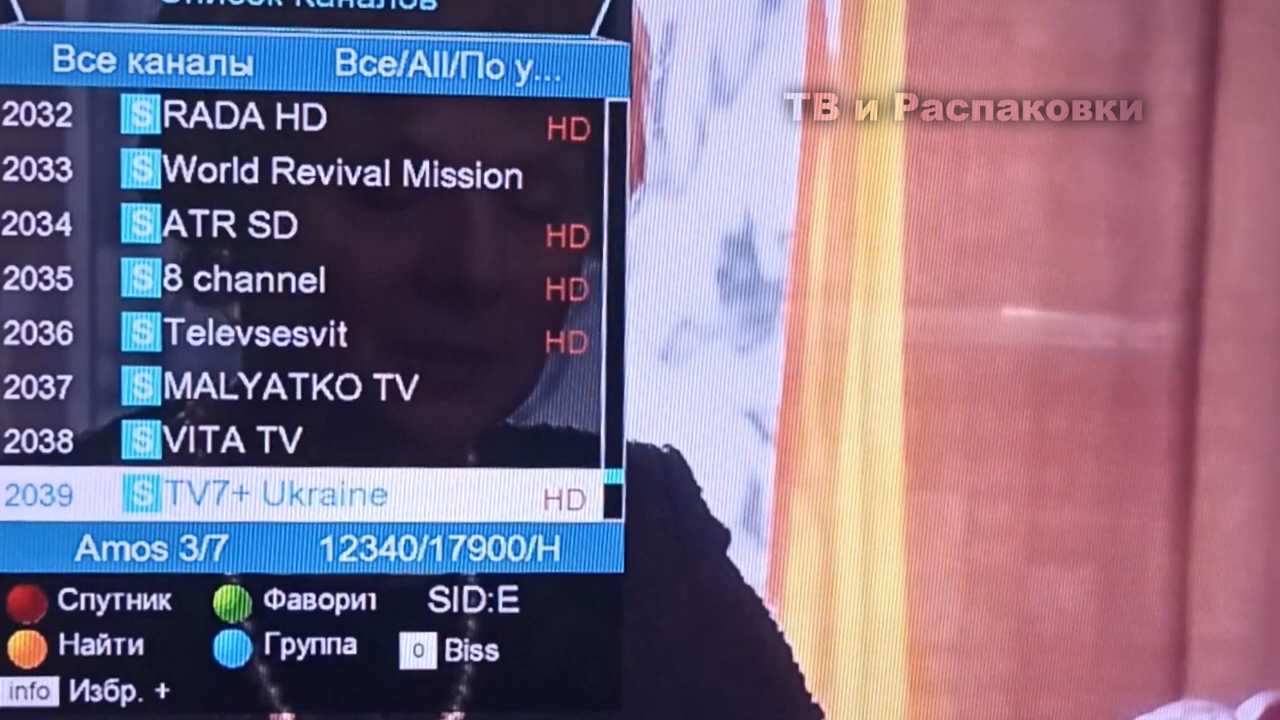 Список Каналов
Все каналы Все/All/По у...
ТВ и Распаковки
2032 S RADA HD HD
2033 S World Revival Mission
2034 S ATR SD HD
2035 S 8 channel HD
2036 S Televsesvit HD
2037 S MALYATKO TV
2038 S VITA TV
2039 S TV7+ Ukraine HD
Amos 3/7 12340/17900/H
Спутник Фаворит SID:E
Найти Группа 0 Biss
info Избр. +